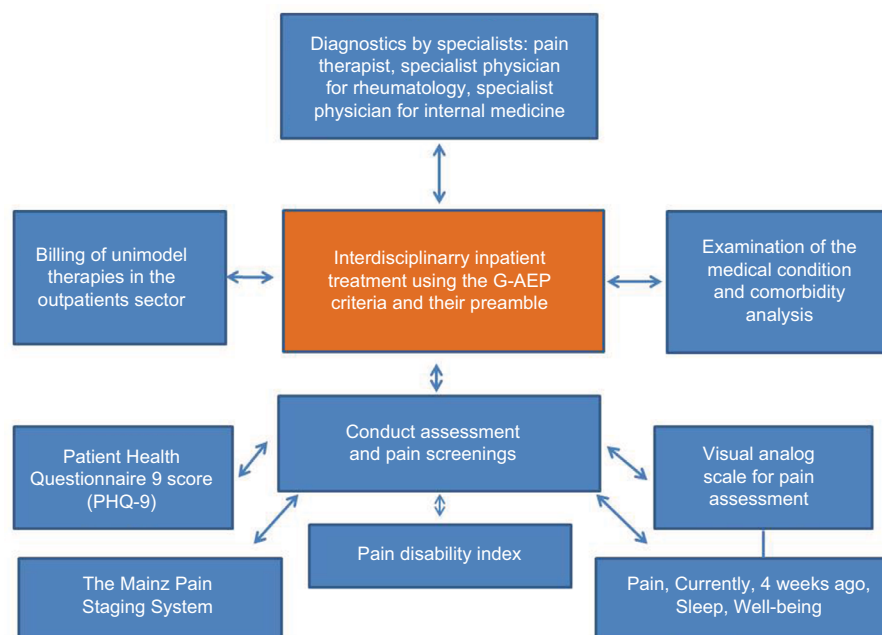 Diagnostics by specialists: pain
therapist, specialist physician
for rheumatology, specialist
physician for internal medicine
Billing of unimodel
therapies in the
outpatients sector
Interdisciplinarry inpatient
treatment using the G-AEP
criteria and their preamble
Examination of the
medical condition
and comorbidity
analysis
Patient Health
Questionnaire 9 score
(PHQ-9)
Conduct assessment
and pain screenings
Visual analog
scale for pain
assessment
The Mainz Pain
Staging System
Pain disability index
Pain, Currently, 4 weeks ago,
Sleep, Well-being